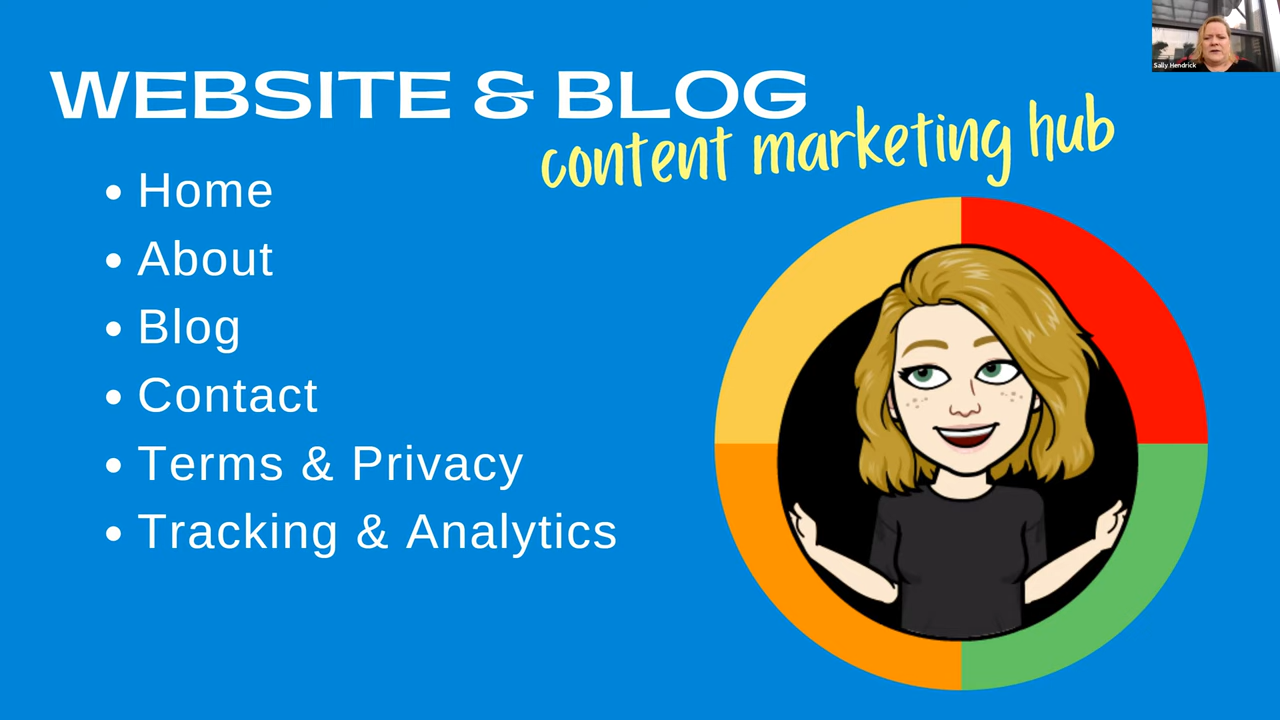 Sally Hendrick
WEBSITE & BLOG
content marketing hub
• Home
• About
• Blog
• Contact
• Terms & Privacy
• Tracking & Analytics